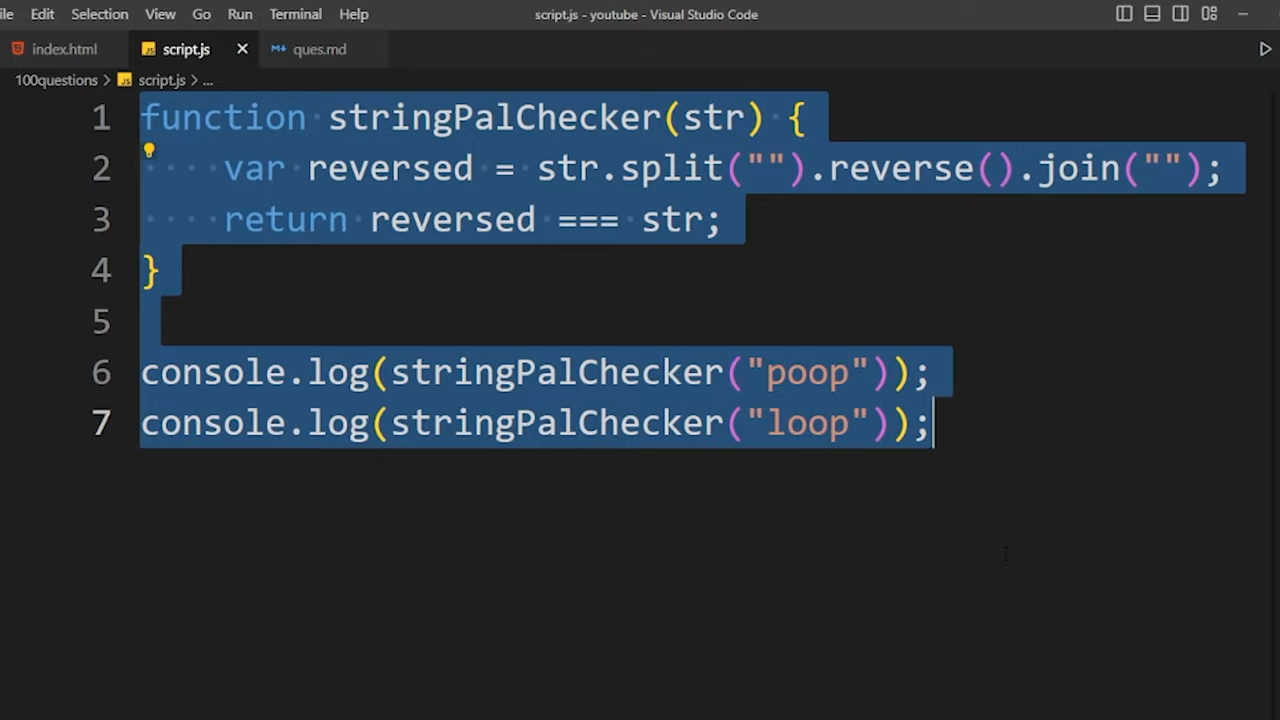 ile Edit Selection View Go Run Terminal Help script.js - youtube - Visual Studio Code
index.html script.js ques.md
100questions > script.js > ...
1 function stringPalChecker(str) {
2     var reversed = str.split("").reverse().join("");
3     return reversed === str;
4 }
5
6 console.log(stringPalChecker("poop"));
7 console.log(stringPalChecker("loop"));